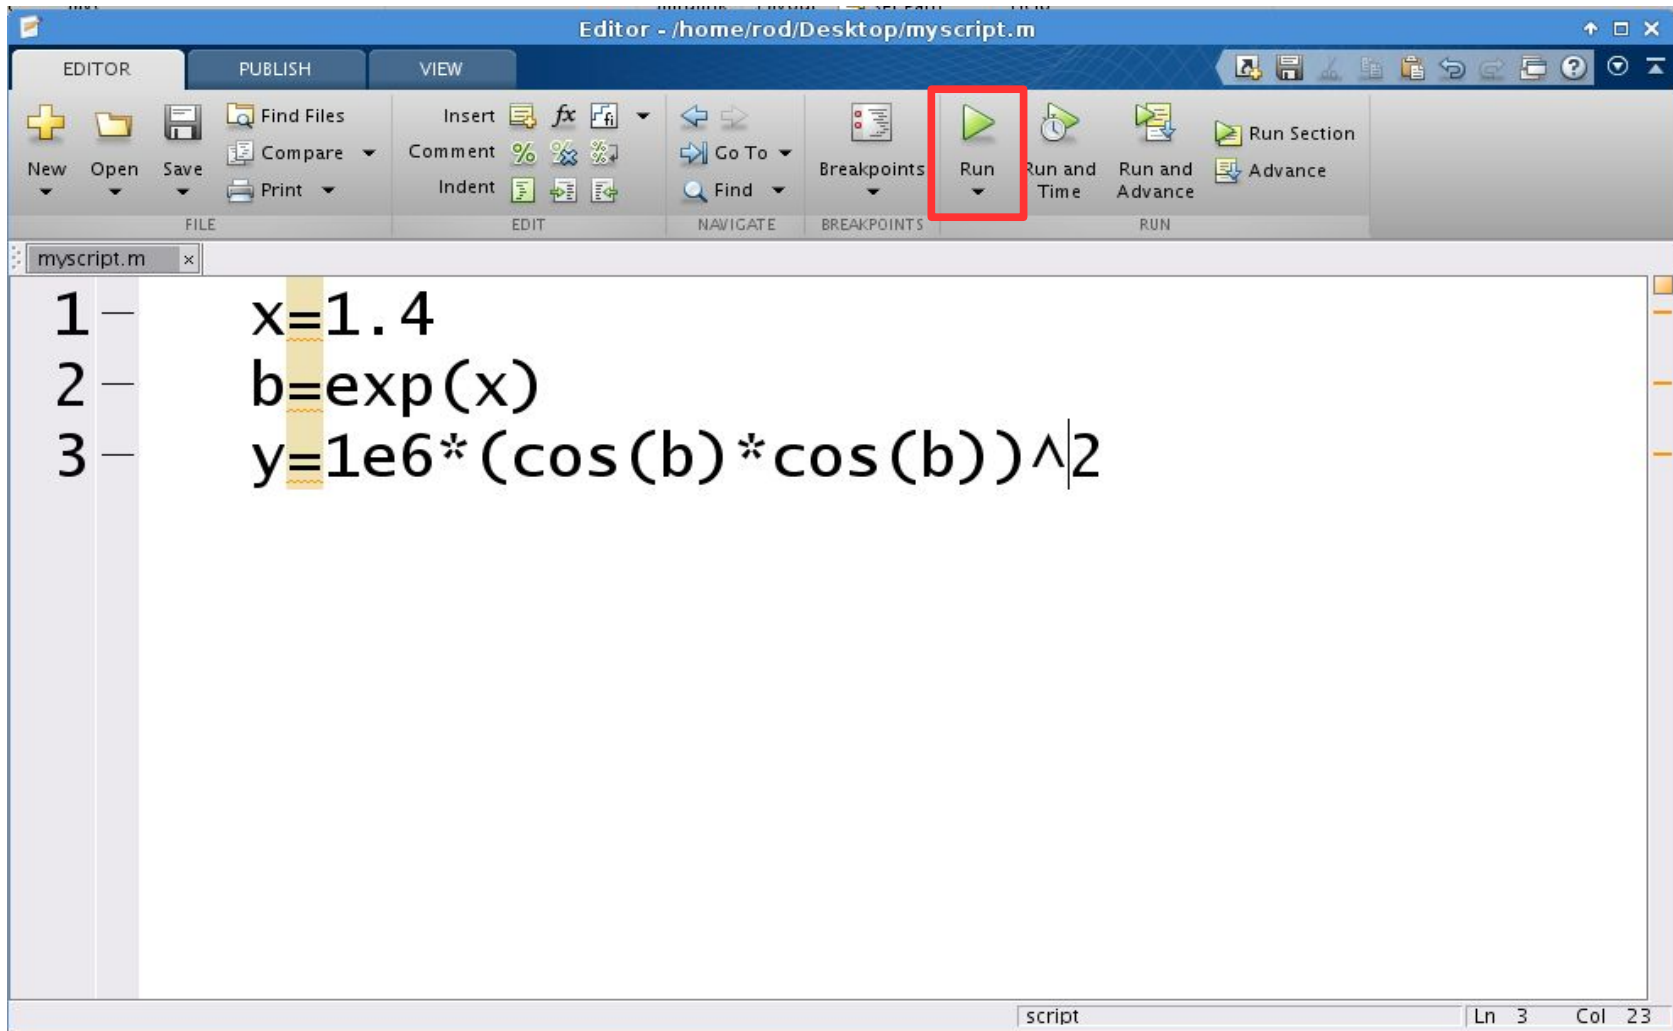 Editor - /home/rod/Desktop/myscript.m
EDITOR PUBLISH VIEW
New Open Save
Find Files
Compare
Print
FILE
Insert fx fi
Comment
Indent
EDIT
Go To
Find
NAVIGATE
Breakpoints
BREAKPOINTS
Run
Run and Time
Run and Advance
Run Section
Advance
RUN
myscript.m
1 x=1.4
2 b=exp(x)
3 y=1e6*(cos(b)*cos(b))^2
script Ln 3 Col 23